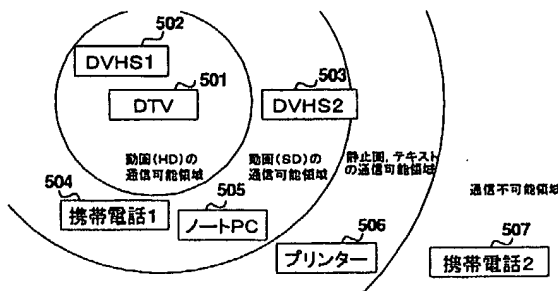 502
DVHS1
501
DTV
503
DVHS2
動画(HD)の
通信可能領域
動画(SD)の
通信可能領域
静止画,テキスト
の通信可能領域
通信不可能領域
504
携帯電話1
505
ノートPC
506
プリンター
507
携帯電話2